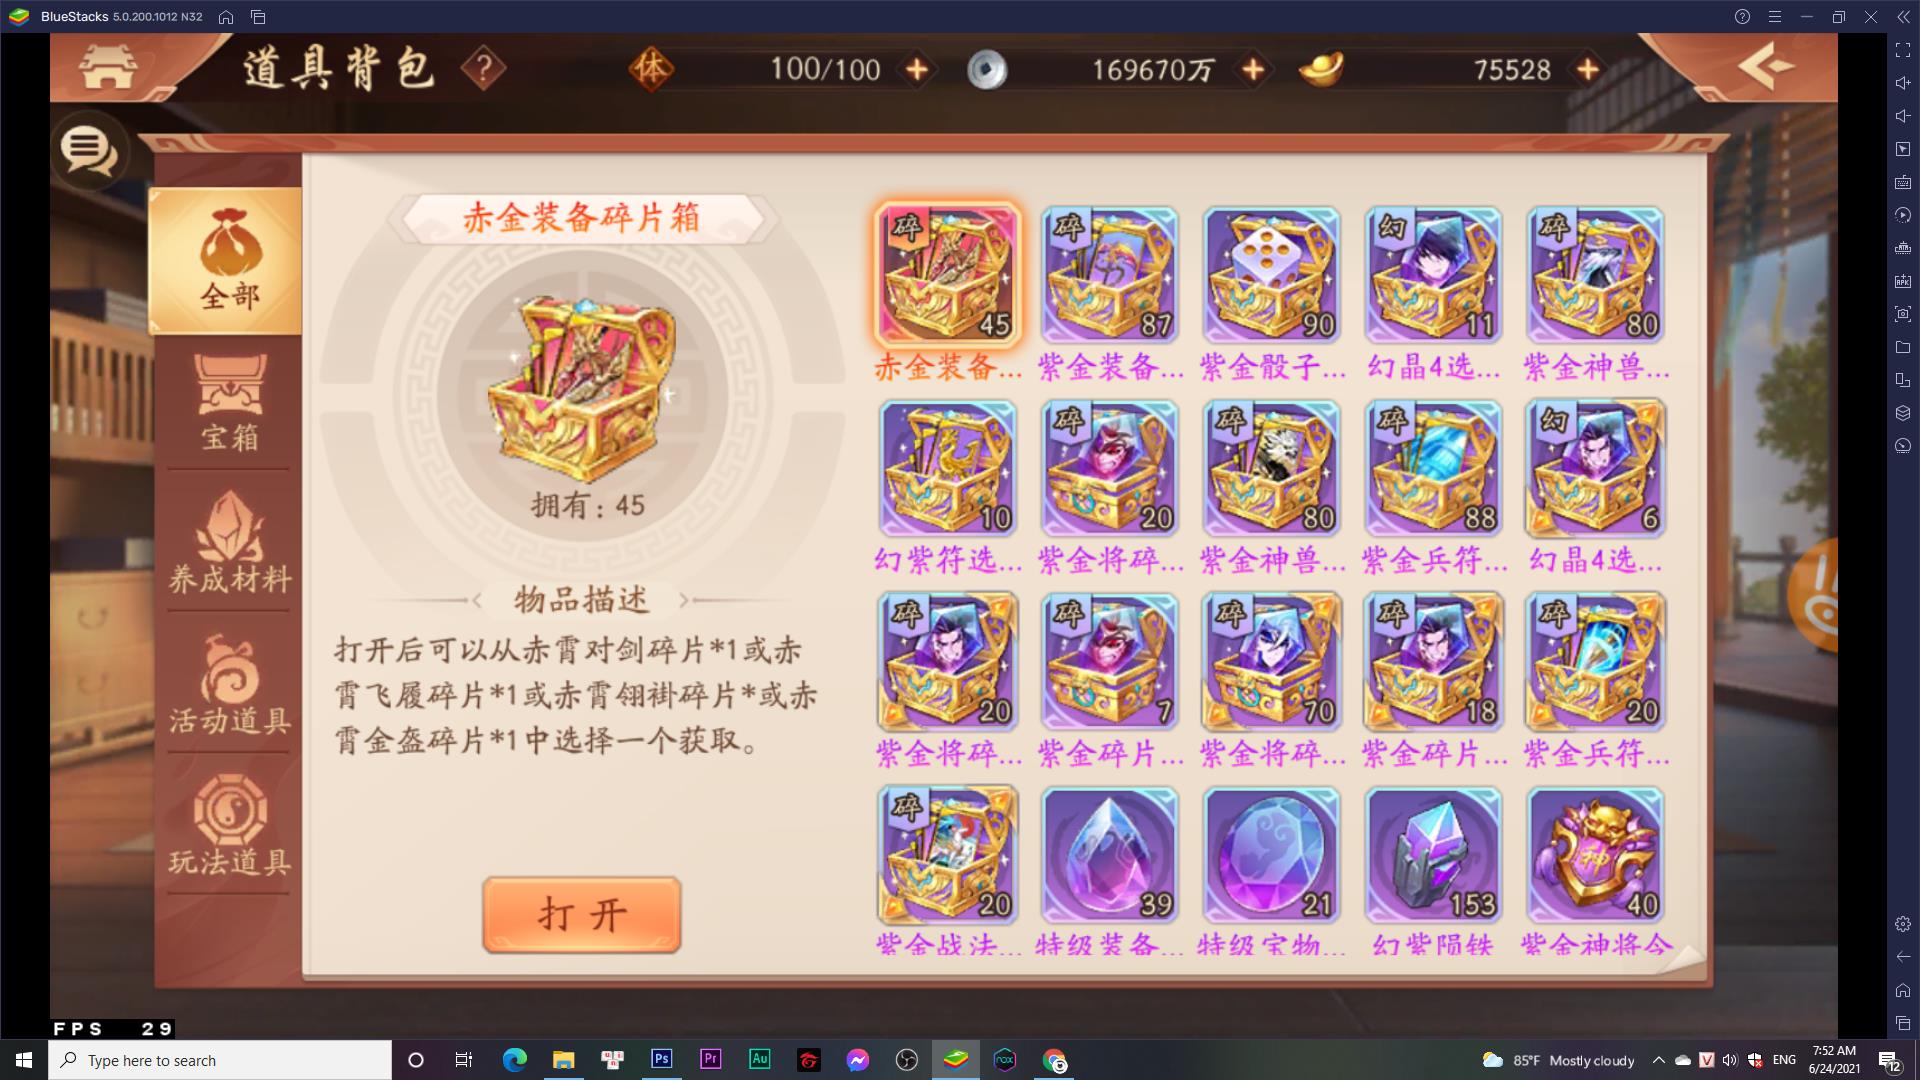 BlueStacks 5.0.200.1012 N32
道具背包 ?
体 100/100 + 169670万 + 75528 +
全部
宝箱
养成材料
活动道具
玩法道具
赤金装备碎片箱
拥有: 45
物品描述
打开后可以从赤霄对剑碎片*1或赤
霄飞履碎片*1或赤霄翎褂碎片*或赤
霄金盔碎片*1中选择一个获取。
打开
碎 45 碎 87 90 幻 11 碎 80
赤金装备... 紫金装备... 紫金骰子... 幻晶4选... 紫金神兽...
10 碎 20 碎 80 碎 88 幻 6
幻紫符选... 紫金将碎... 紫金神兽... 紫金兵符... 幻晶4选...
碎 20 碎 7 碎 70 碎 18 碎 20
紫金将碎... 紫金碎片... 紫金将碎... 紫金碎片... 紫金兵符...
碎 20 39 21 153 神 40
紫金战法... 特级装备... 特级宝物... 幻紫陨铁 紫金神将令
FPS 29
Type here to search
Ps Pr Au nox
85°F Mostly cloudy V ENG
7:52 AM
6/24/2021
12